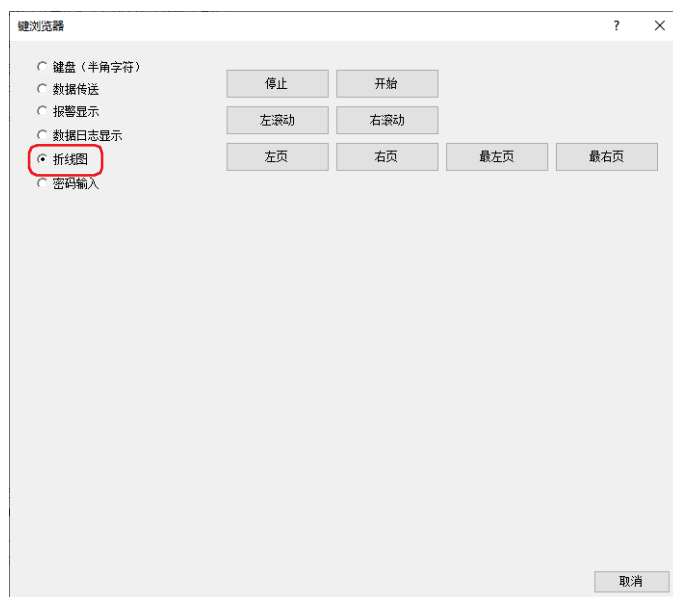 键浏览器
键盘（半角字符）
数据传送
报警显示
数据日志显示
折线图
密码输入
停止 开始
左滚动 右滚动
左页 右页 最左页 最右页
取消